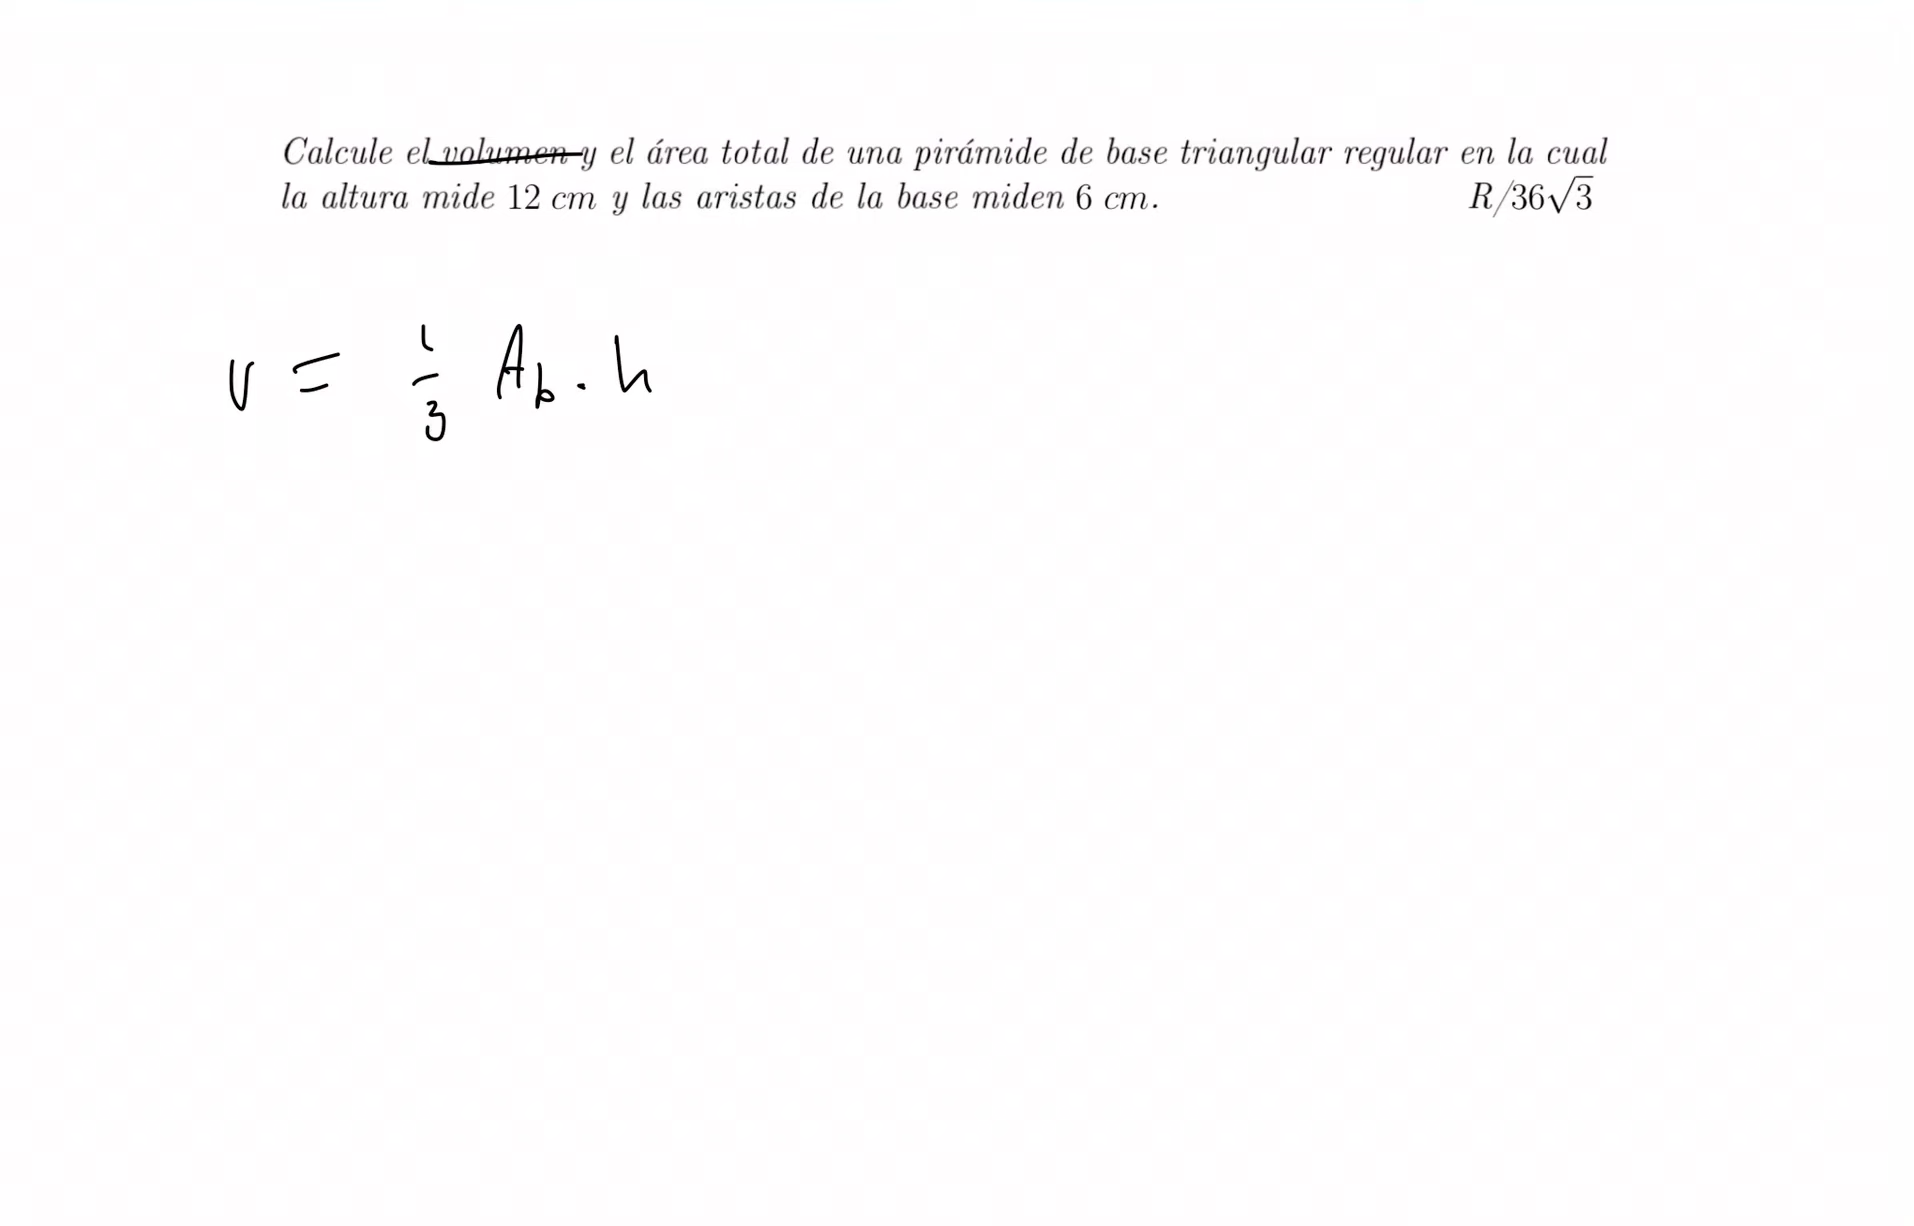 Calcule el volumen y el área total de una pirámide de base triangular regular en la cual
la altura mide 12 cm y las aristas de la base miden 6 cm. R/36√3
V = 1/3 A_b · h